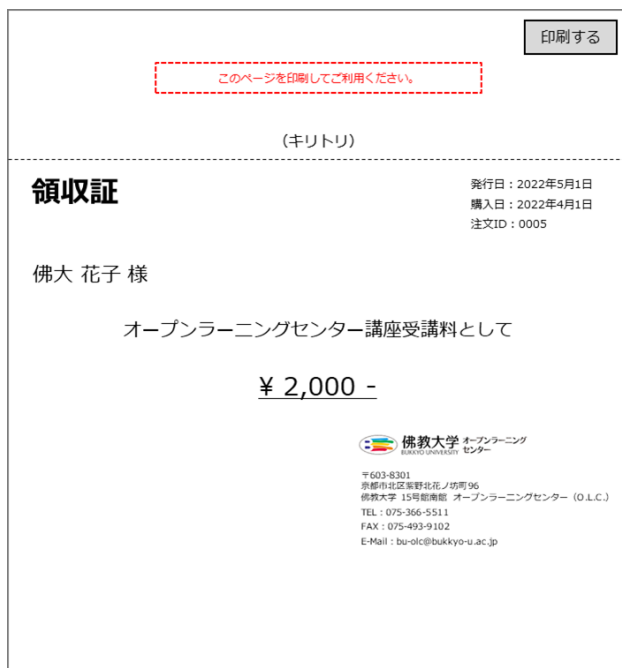 印刷する
このページを印刷してご利用ください。
（キリトリ）
領収証
発行日：2022年5月1日
購入日：2022年4月1日
注文ID：0005
佛大 花子 様
オープンラーニングセンター講座受講料として
¥ 2,000 -
佛教大学 オープンラーニング
BUKKYO UNIVERSITY センター
〒603-8301
京都市北区紫野北花ノ坊町96
佛教大学 15号館南館 オープンラーニングセンター（O.L.C.）
TEL：075-366-5511
FAX：075-493-9102
E-Mail：bu-olc@bukkyo-u.ac.jp